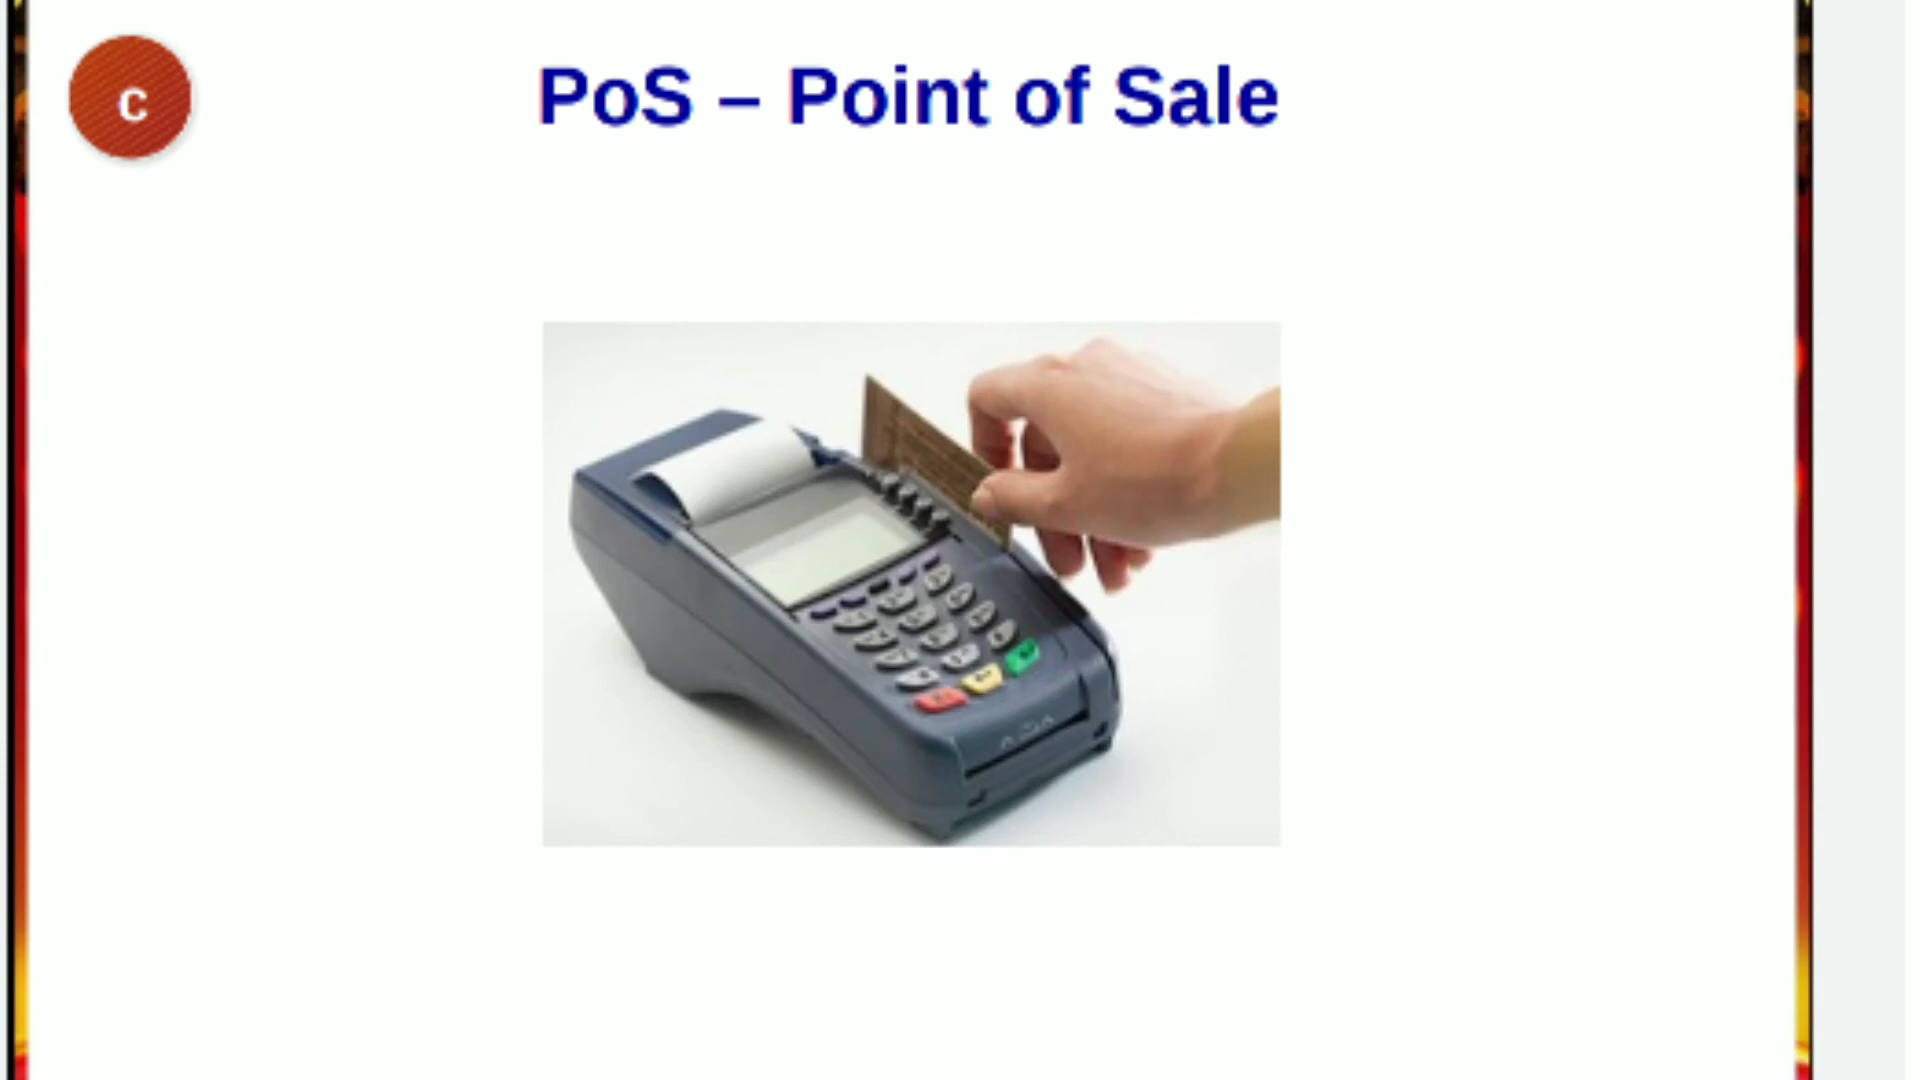 c
PoS – Point of Sale